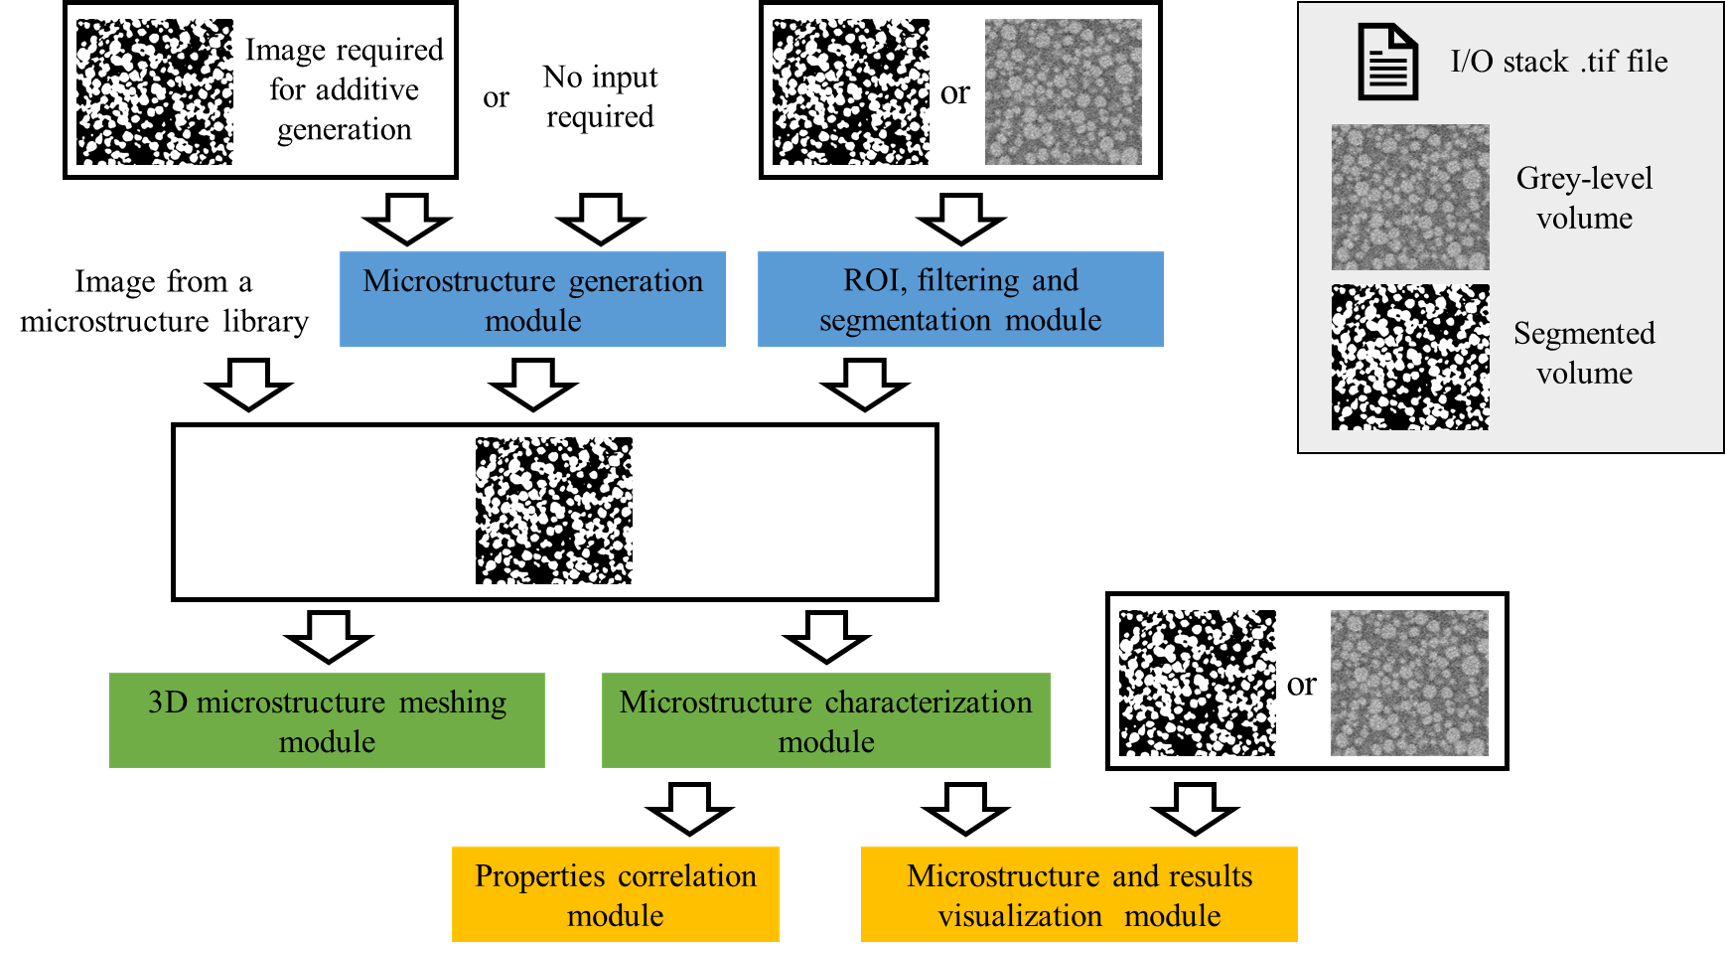 Image required
for additive
generation
or
No input
required
or
I/O stack .tif file
Grey-level
volume
Segmented
volume
Image from a
microstructure library
Microstructure generation
module
ROI, filtering and
segmentation module
3D microstructure meshing
module
Microstructure characterization
module
or
Properties correlation
module
Microstructure and results
visualization module